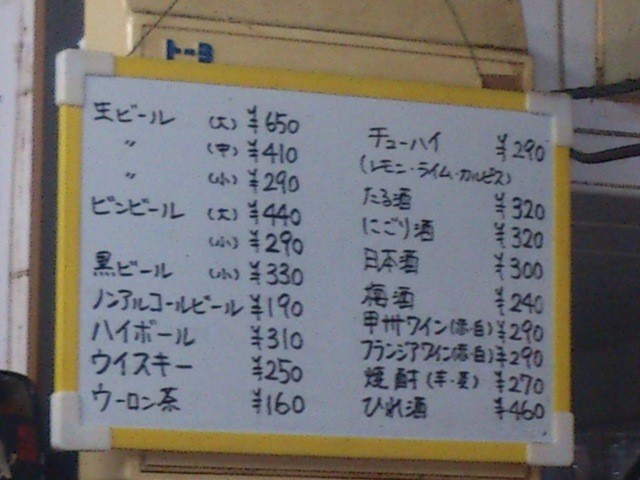 生ビール (大) ¥650
〃 (中) ¥410
〃 (小) ¥290
ビンビール (大) ¥440
(小) ¥290
黒ビール (小) ¥330
ノンアルコールビール ¥190
ハイボール ¥310
ウイスキー ¥250
ウーロン茶 ¥160
チューハイ ¥290
(レモン・ライム・カルピス)
たる酒 ¥320
にごり酒 ¥320
日本酒 ¥300
梅酒 ¥240
甲州ワイン(赤・白) ¥290
フランジアワイン(赤・白) ¥290
焼酎(芋・麦) ¥270
ひれ酒 ¥460